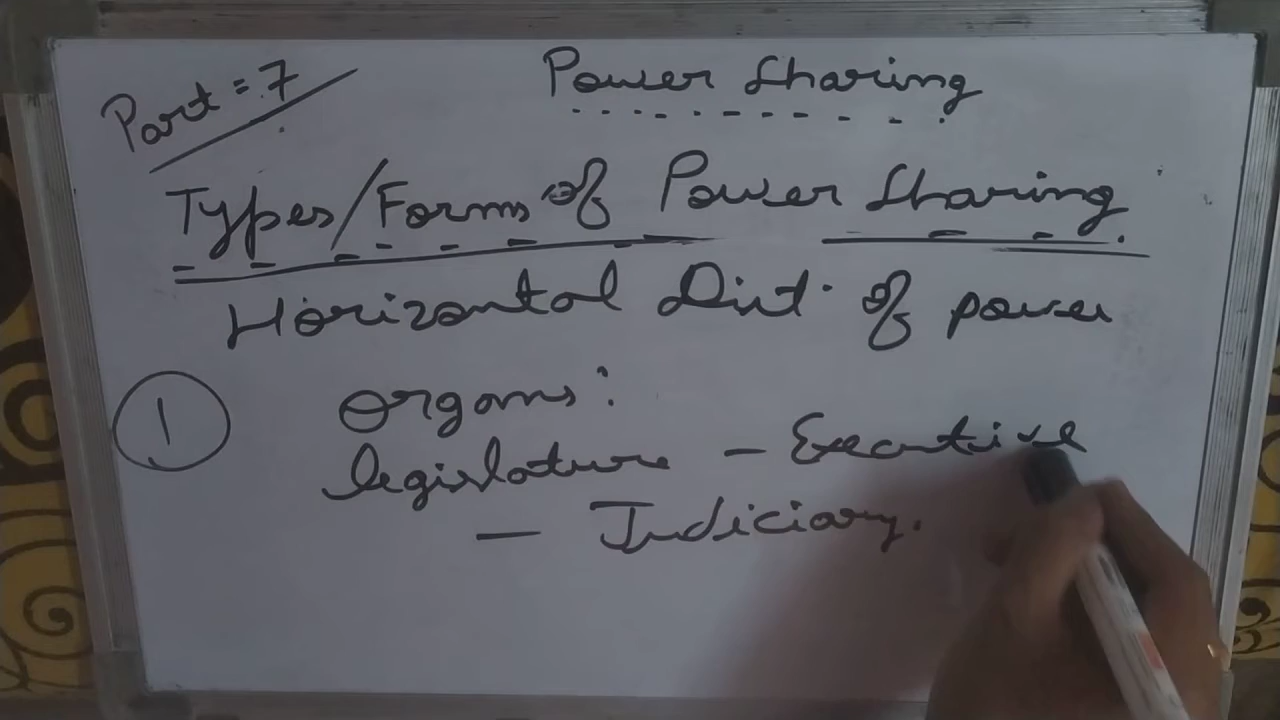 Part = 7
Power Sharing
Types/Forms of Power Sharing
Horizontal Dist. of power
1 Organs:
legislature - Executive
- Judiciary.